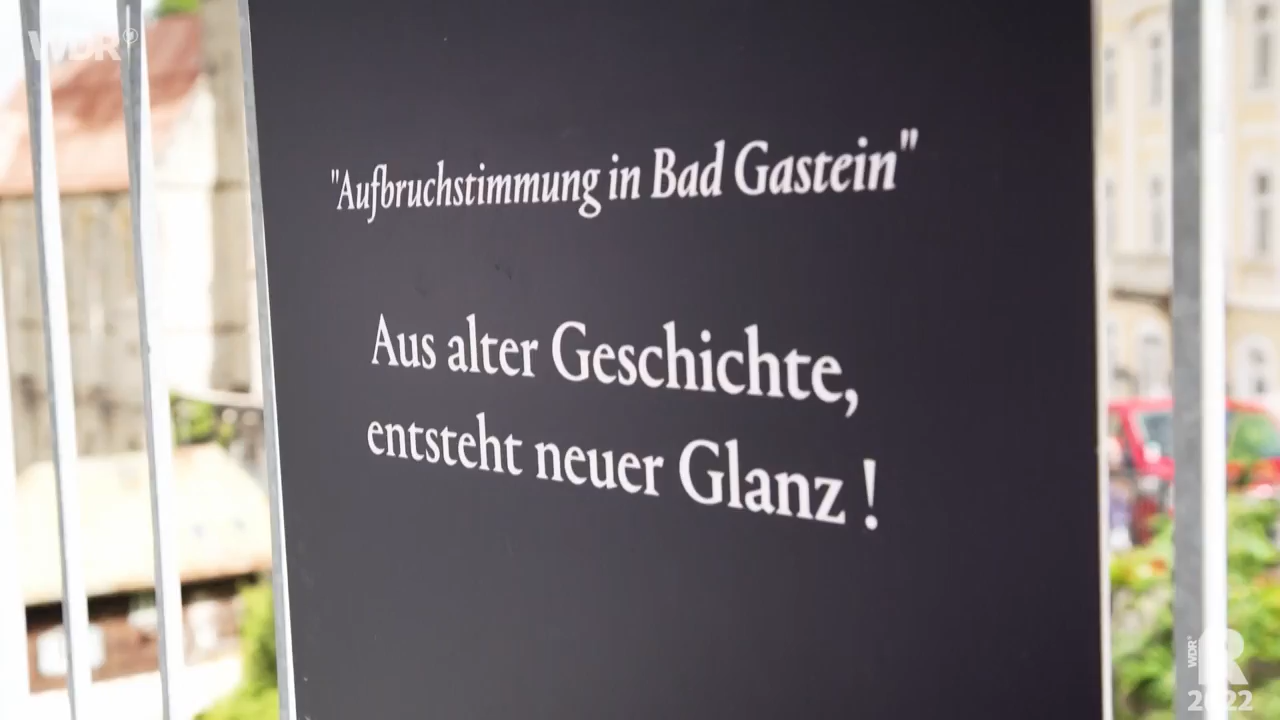 WDR
"Aufbruchstimmung in Bad Gastein"
Aus alter Geschichte,
entsteht neuer Glanz !
WDR
R
2022